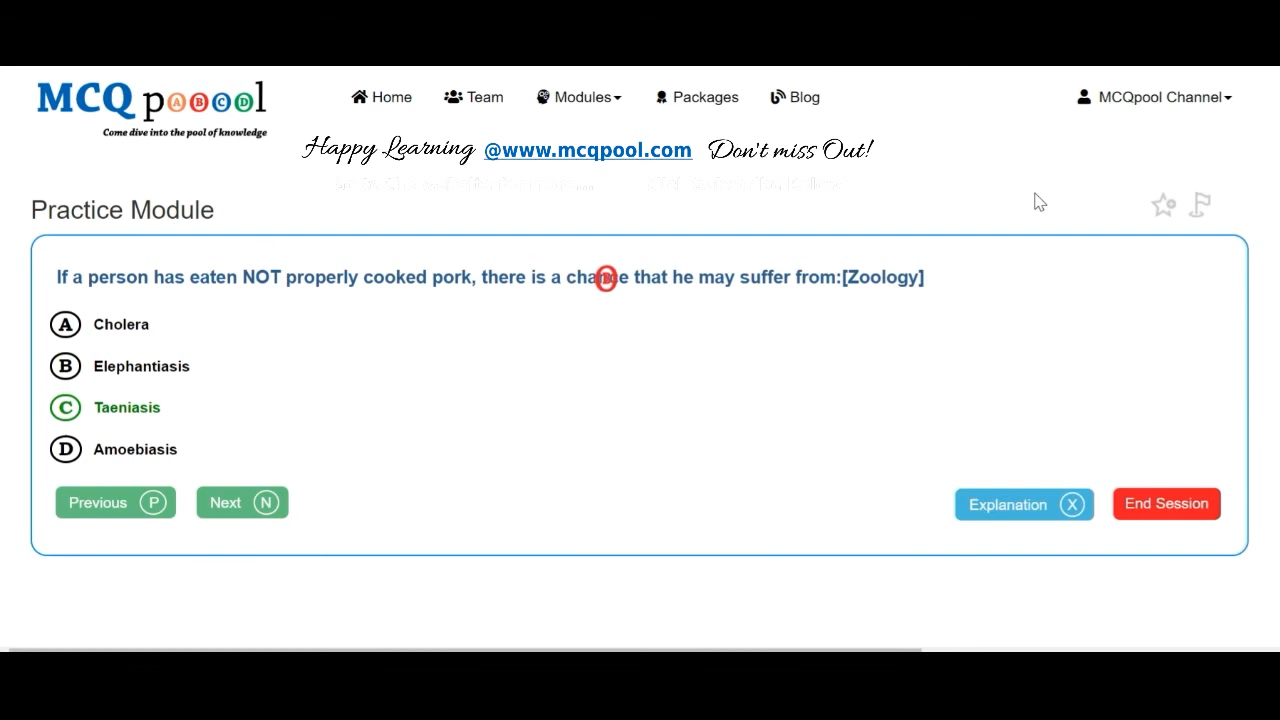 MCQ pooool
Come dive into the pool of knowledge
Home Team Modules Packages Blog MCQpool Channel
Happy Learning @www.mcqpool.com Don't miss Out!
Practice Module
If a person has eaten NOT properly cooked pork, there is a chance that he may suffer from:[Zoology]
A Cholera
B Elephantiasis
C Taeniasis
D Amoebiasis
Previous P Next N Explanation X End Session